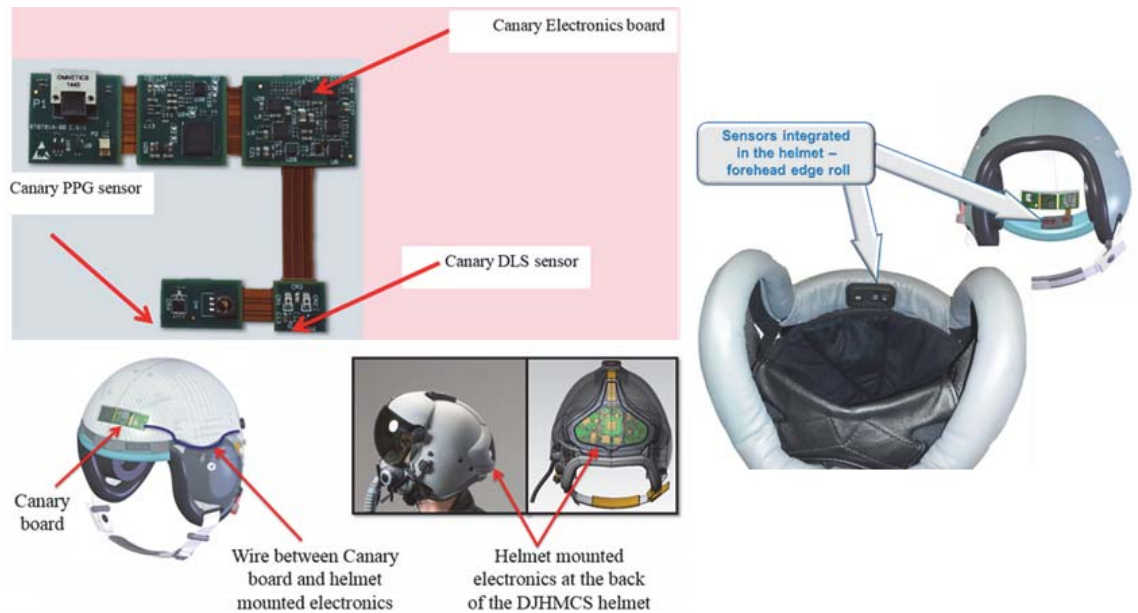 Canary Electronics board
OMNETICS
P1
Canary PPG sensor
Canary DLS sensor
Sensors integrated
in the helmet –
forehead edge roll
Canary
board
Wire between Canary
board and helmet
mounted electronics
Helmet mounted
electronics at the back
of the DJHMCS helmet